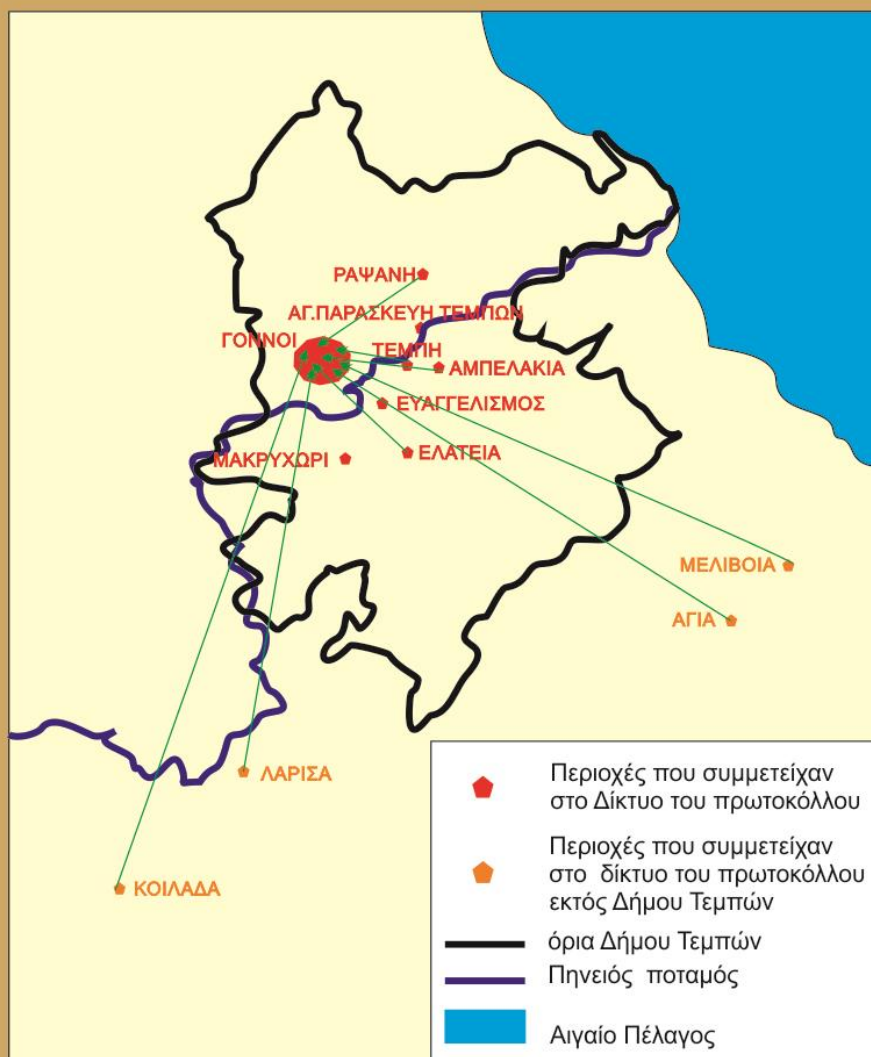 ΡΑΨΑΝΗ
ΑΓ.ΠΑΡΑΣΚΕΥΗ ΤΕΜΠΩΝ
ΓΟΝΝΟΙ
ΤΕΜΠΗ
ΑΜΠΕΛΑΚΙΑ
ΕΥΑΓΓΕΛΙΣΜΟΣ
ΕΛΑΤΕΙΑ
ΜΑΚΡΥΧΩΡΙ
ΜΕΛΙΒΟΙΑ
ΑΓΙΑ
ΛΑΡΙΣΑ
ΚΟΙΛΑΔΑ
Περιοχές που συμμετείχαν
στο Δίκτυο του πρωτοκόλλου
Περιοχές που συμμετείχαν
στο δίκτυο του πρωτοκόλλου
εκτός Δήμου Τεμπών
όρια Δήμου Τεμπών
Πηνειός ποταμός
Αιγαίο Πέλαγος